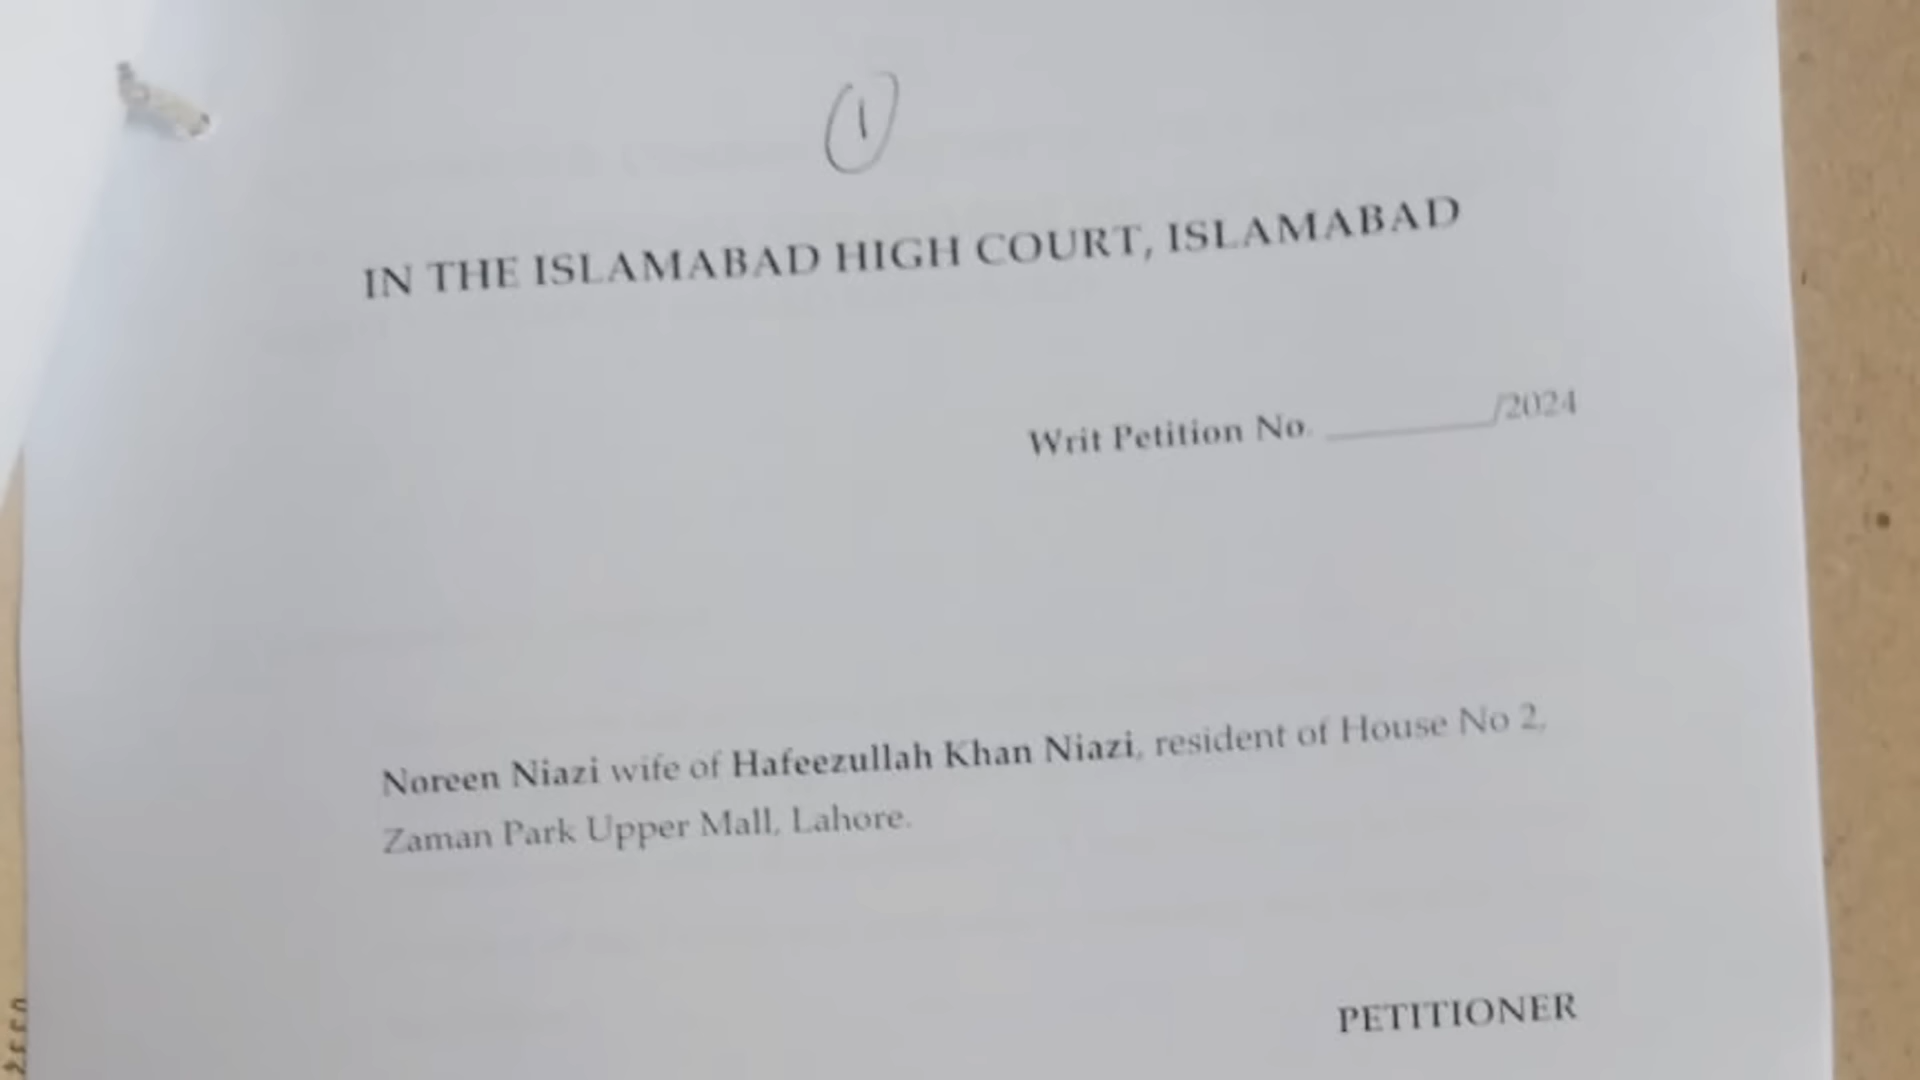 1
IN THE ISLAMABAD HIGH COURT, ISLAMABAD
Writ Petition No. ________/2024
Noreen Niazi wife of Hafeezullah Khan Niazi, resident of House No 2,
Zaman Park Upper Mall, Lahore.
PETITIONER